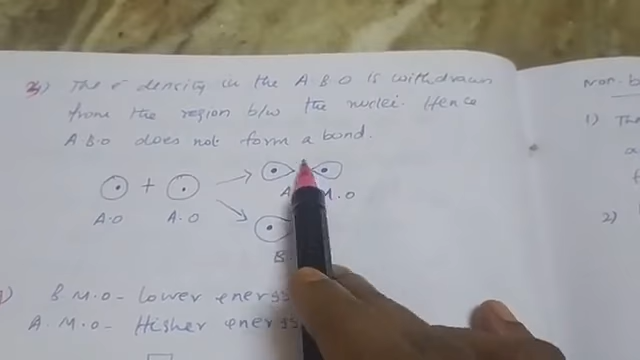 4) The e⁻ density in the A.B.O is withdrawn
from the region b/w the nuclei. Hence
A.B.O does not form a bond.
+
A.O A.O M.O
B.M.O - Lower energy
A.M.O - Higher energy
Non. b
1) The
2)